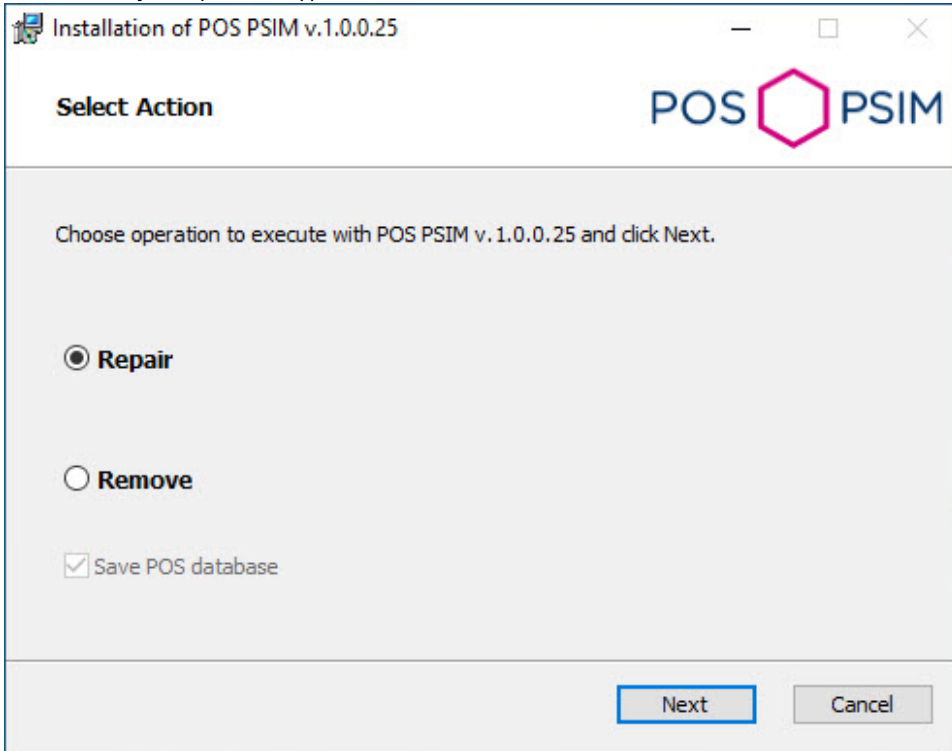 Installation of POS PSIM v.1.0.0.25
Select Action
POS PSIM
Choose operation to execute with POS PSIM v.1.0.0.25 and click Next.
Repair
Remove
Save POS database
Next Cancel